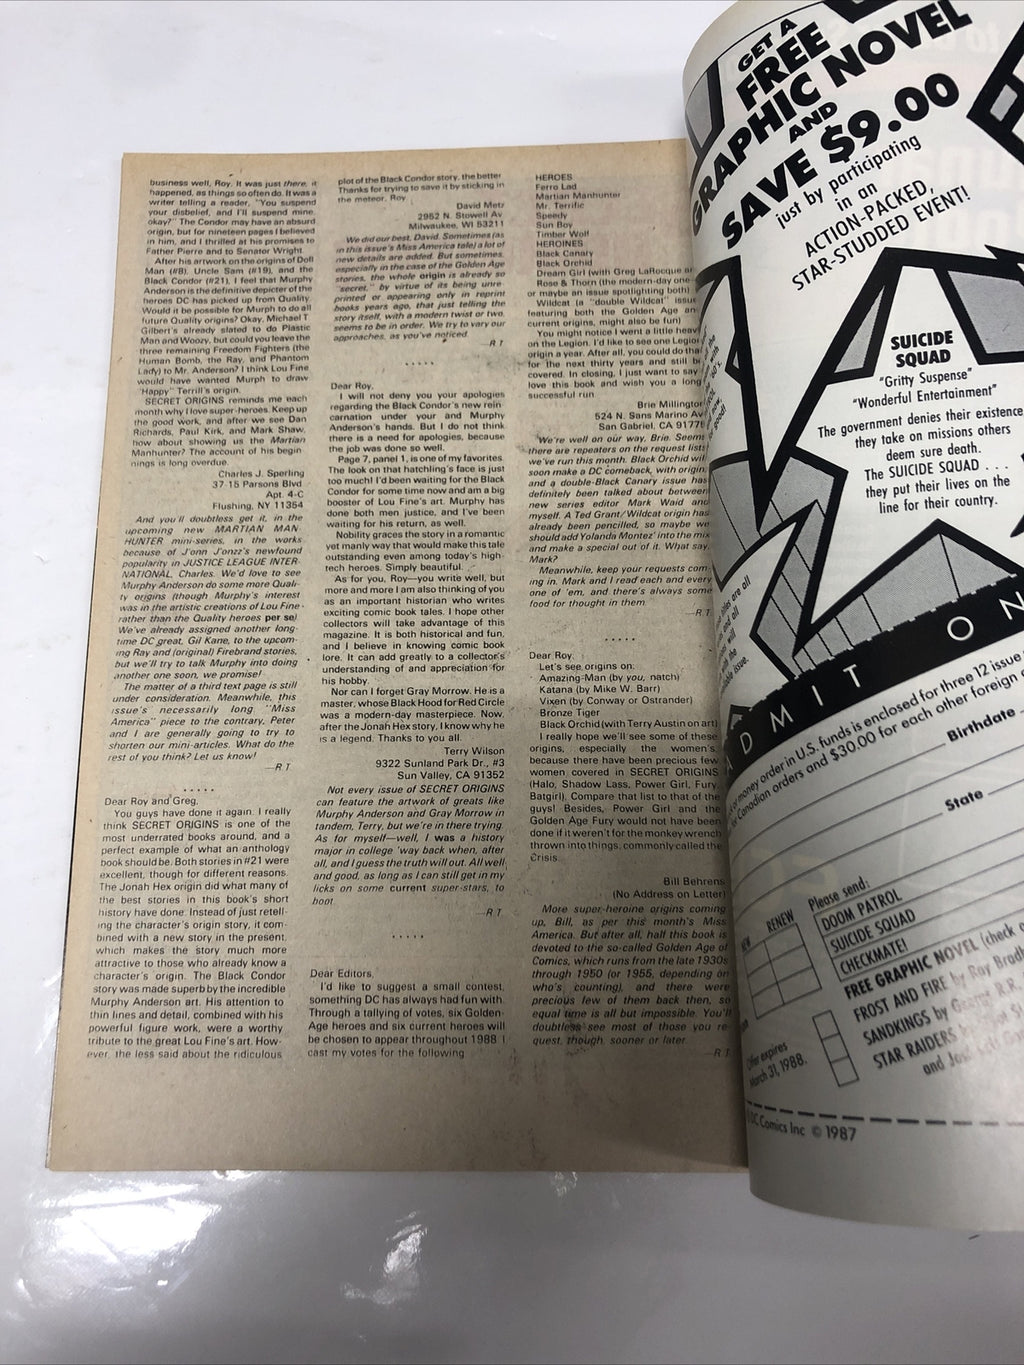 business well, Roy. It was just there, it
happened, as things so often do. It was a
writer telling a reader, "You suspend
your disbelief, and I'll suspend mine,
okay?" The Condor may have an absurd
origin, but for nineteen pages I believed
in him, and I thrilled at his promises to
Father Pierre and to Senator Wright.
After his artwork on the origins of Doll
Man (#8), Uncle Sam (#19), and the
Black Condor (#21), I feel that Murphy
Anderson is the definitive depicter of the
heroes DC has picked up from Quality.
Would it be possible for Murph to do all
future Quality origins? Okay, Michael T.
Gilbert's already slated to do Plastic
Man and Woozy, but could you leave the
three remaining Freedom Fighters (the
Human Bomb, the Ray, and Phantom
Lady) to Mr. Anderson? I think Lou Fine
would have wanted Murph to draw
"Happy" Terrill's origin.
SECRET ORIGINS reminds me each
month why I love super-heroes. Keep up
the good work, and after we see Dan
Richards, Paul Kirk, and Mark Shaw,
how about showing us the Martian
Manhunter? The account of his begin-
nings is long overdue.
Charles J. Sperling
37-15 Parsons Blvd.
Apt. 4-C
Flushing, NY 11354
And you'll doubtless get it, in the
upcoming new MARTIAN MAN-
HUNTER mini-series, in the works
because of J'onn J'onzz's newfound
popularity in JUSTICE LEAGUE INTER-
NATIONAL, Charles. We'd love to see
Murphy Anderson do some more Quali-
ty origins (though Murphy's interest
was in the artistic creations of Lou Fine
rather than the Quality heroes per se)
We've already assigned another long-
time DC great, Gil Kane, to the upcom-
ing Ray and (original) Firebrand stories,
but we'll try to talk Murphy into doing
another one soon, we promise!
The matter of a third text page is still
under consideration. Meanwhile, this
issue's necessarily long "Miss
America" piece to the contrary, Peter
and I are generally going to try to
shorten our mini-articles. What do the
rest of you think? Let us know!
—R.T.
.....
Dear Roy and Greg,
You guys have done it again. I really
think SECRET ORIGINS is one of the
most underrated books around, and a
perfect example of what an anthology
book should be. Both stories in #21 were
excellent, though for different reasons.
The Jonah Hex origin did what many of
the best stories in this book's short
history have done. Instead of just retell-
ing the character's origin story, it com-
bined with a new story in the present,
which makes the story much more
attractive to those who already know a
character's origin. The Black Condor
story was made superb by the incredible
Murphy Anderson art. His attention to
thin lines and detail, combined with his
powerful figure work, were a worthy
tribute to the great Lou Fine's art. How-
ever, the less said about the ridiculous
plot of the Black Condor story, the better.
Thanks for trying to save it by sticking in
the meteor, Roy.
David Metz
2952 N. Stowell Av.
Milwaukee, WI 53211
We did our best, David. Sometimes (as
in this issue's Miss America tale) a lot of
new details are added. But sometimes,
especially in the case of the Golden Age
stories, the whole origin is already so
"secret," by virtue of its being unre-
printed or appearing only in reprint
books years ago, that just telling the
story itself, with a modern twist or two,
seems to be in order. We try to vary our
approaches, as you've noticed.
—R.T.
.....
Dear Roy,
I will not deny you your apologies
regarding the Black Condor's new rein-
carnation under your and Murphy
Anderson's hands. But I do not think
there is a need for apologies, because
the job was done so well.
Page 7, panel 1, is one of my favorites.
The look on that hatchling's face is just
too much! I'd been waiting for the Black
Condor for some time now and am a big
booster of Lou Fine's art. Murphy has
done both men justice, and I've been
waiting for his return, as well.
Nobility graces the story in a romantic
yet manly way that would make this tale
outstanding even among today's high-
tech heroes. Simply beautiful.
As for you, Roy—you write well, but
more and more I am also thinking of you
as an important historian who writes
exciting comic book tales. I hope other
collectors will take advantage of this
magazine. It is both historical and fun,
and I believe in knowing comic book
lore. It can add greatly to a collector's
understanding of and appreciation for
his hobby.
Nor can I forget Gray Morrow. He is a
master, whose Black Hood for Red Circle
was a modern-day masterpiece. Now,
after the Jonah Hex story, I know why he
is a legend. Thanks to you all.
Terry Wilson
9322 Sunland Park Dr., #3
Sun Valley, CA 91352
Not every issue of SECRET ORIGINS
can feature the artwork of greats like
Murphy Anderson and Gray Morrow in
tandem, Terry, but we're in there trying.
As for myself—well, I was a history
major in college 'way back when, after
all, and I guess the truth will out. All well
and good, as long as I can still get in my
licks on some current super-stars, to
boot.
—R.T.
.....
Dear Editors,
I'd like to suggest a small contest,
something DC has always had fun with.
Through a tallying of votes, six Golden-
Age heroes and six current heroes will
be chosen to appear throughout 1988. I
cast my votes for the following
HEROES
Ferro Lad
Martian Manhunter
Mr. Terrific
Speedy
Sun Boy
Timber Wolf
HEROINES
Black Canary
Black Orchid
Dream Girl (with Greg LaRocque
Rose & Thorn (the modern-day one
or maybe an issue spotlighting both)
Wildcat (a "double Wildcat" issue
featuring both the Golden Age an
current origins, might also be fun)
You might notice I went a little heavy
on the Legion. I'd like to see one Legion
origin a year. After all, you could do that
for the next thirty years and still b
covered. In closing, I just want to say
love this book and wish you a long
successful run
Brie Millington
524 N. Sans Marino Av
San Gabriel, CA 9177
We're well on our way, Brie. Seems
there are repeaters on the request lists
we've run this month. Black Orchid will
soon make a DC comeback, with origin
and a double-Black Canary issue has
definitely been talked about between
new series editor Mark Waid and
myself. A Ted Grant/Wildcat origin has
already been pencilled, so maybe we
should add Yolanda Montez' into the mix
and make a special out of it. What say,
Mark?
Meanwhile, keep your requests com-
ing in. Mark and I read each and every
one of 'em, and there's always some
food for thought in them.
—R.T.
.....
Dear Roy:
Let's see origins on:
Amazing-Man (by you, natch)
Katana (by Mike W. Barr)
Vixen (by Conway or Ostrander)
Bronze Tiger
Black Orchid (with Terry Austin on art)
I really hope we'll see some of these
origins, especially the women's,
because there have been precious few
women covered in SECRET ORIGINS
(Halo, Shadow Lass, Power Girl, Fury,
Batgirl). Compare that list to that of the
guys! Besides, Power Girl and the
Golden Age Fury would not have been
done if it weren't for the monkey wrench
thrown into things, commonly called the
Crisis.
Bill Behrens
(No Address on Letter)
More super-heroine origins coming
up, Bill, as per this month's Miss
America. But after all, half this book is
devoted to the so-called Golden Age of
Comics, which runs from the late 1930s
through 1950 (or 1955, depending on
who's counting), and there were
precious few of them back then, so
equal time is all but impossible. You'll
doubtless see most of those you re-
quest, though, sooner or later.
—R.T.
GET A
FREE
GRAPHIC NOVEL
AND
SAVE $9.00
just by participating
in an
ACTION-PACKED,
STAR-STUDDED EVENT!
SUICIDE
SQUAD
"Gritty Suspense"
"Wonderful Entertainment"
The government denies their existence
they take on missions others
deem sure death.
The SUICIDE SQUAD . . .
they put their lives on the
line for their country.
ADMIT ON
or money order in U.S. funds is enclosed for three 12 issue
Canadian orders and $30.00 for each other foreign
Birthdate
State
NEW RENEW
Please send:
DOOM PATROL
SUICIDE SQUAD
CHECKMATE!
FREE GRAPHIC NOVEL (check o
FROST AND FIRE by Ray Bradb
SANDKINGS by George R.R.
STAR RAIDERS
and José
Offer expires
March 31, 1988.
DC Comics Inc © 1987